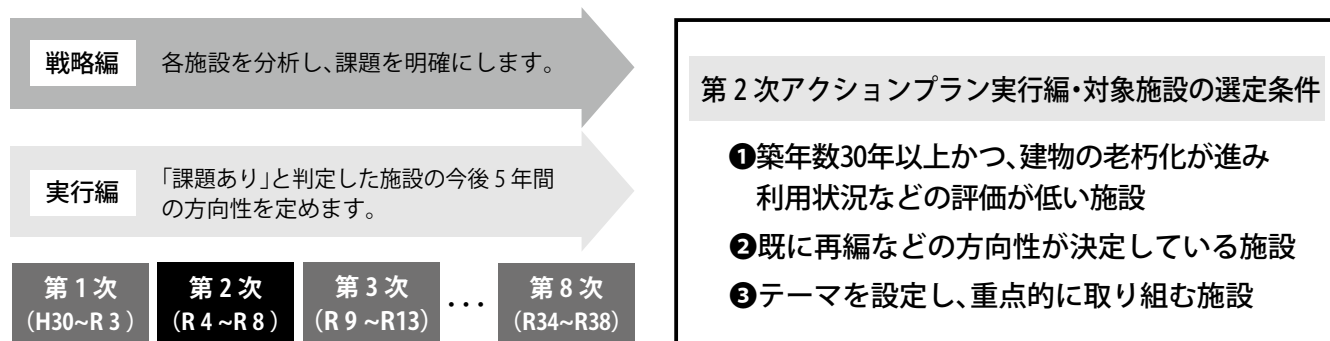 戦略編
各施設を分析し、課題を明確にします。
実行編
「課題あり」と判定した施設の今後5年間
の方向性を定めます。
第1次
（H30~R 3 ）
第2次
（R 4 ~R 8 ）
第3次
（R 9 ~R13）
・・・
第8次
（R34~R38）
第2次アクションプラン実行編・対象施設の選定条件
❶築年数30年以上かつ、建物の老朽化が進み
利用状況などの評価が低い施設
❷既に再編などの方向性が決定している施設
❸テーマを設定し、重点的に取り組む施設